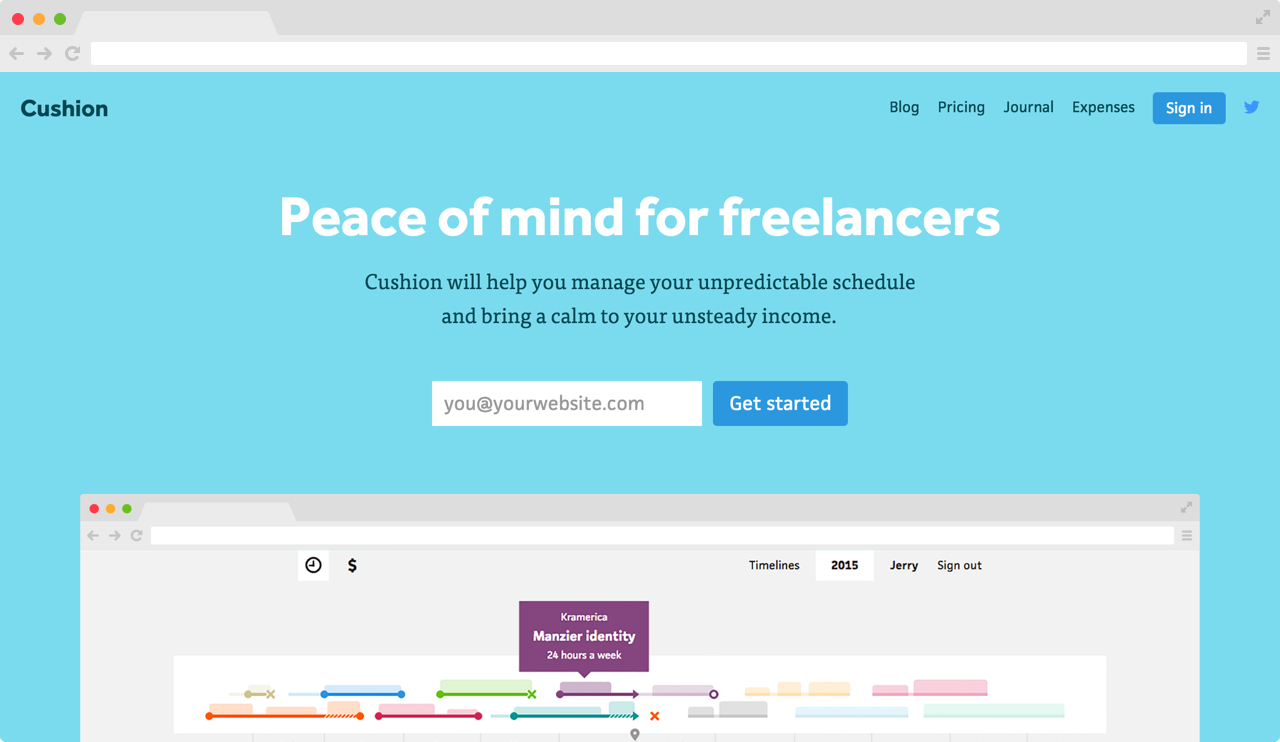 Cushion
Blog Pricing Journal Expenses Sign in
Peace of mind for freelancers
Cushion will help you manage your unpredictable schedule
and bring a calm to your unsteady income.
you@yourwebsite.com Get started
$ Timelines 2015 Jerry Sign out
Kramerica
Manzier identity
24 hours a week